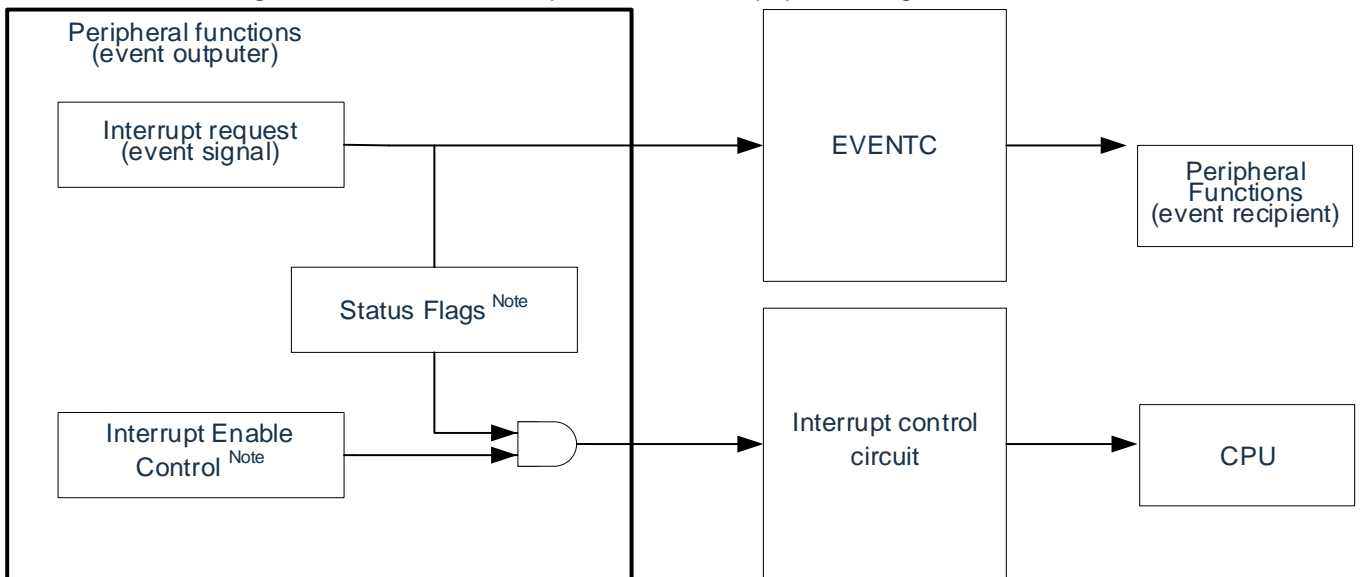 Peripheral functions
(event outputer)
Interrupt request
(event signal)
EVENTC
Peripheral
Functions
(event recipient)
Status Flags Note
Interrupt Enable
Control Note
Interrupt control
circuit
CPU